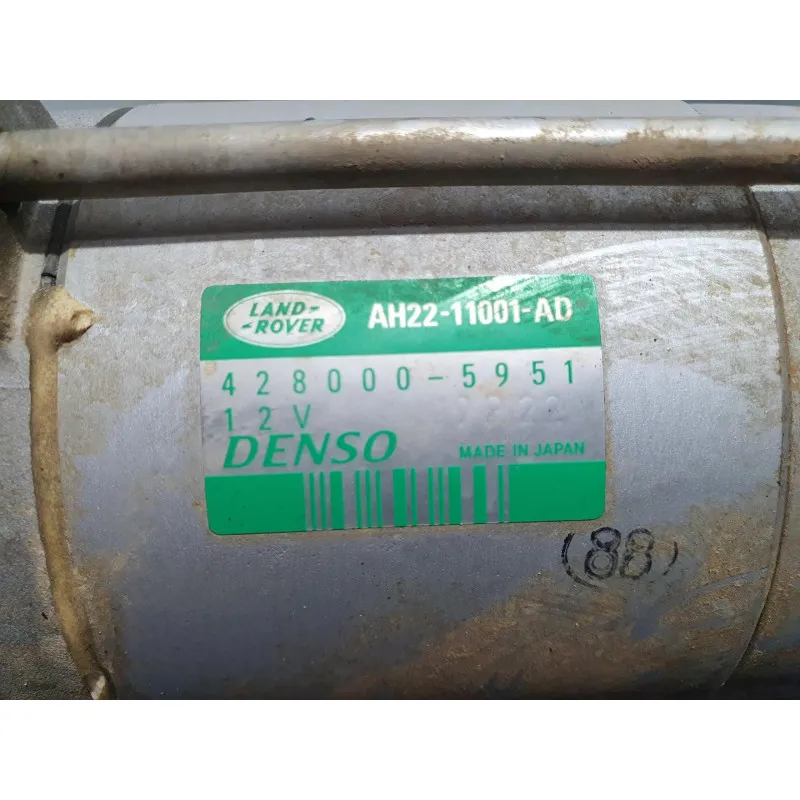 LAND-
-ROVER
AH22-11001-AD
428000-5951
12V
DENSO MADE IN JAPAN
(88)